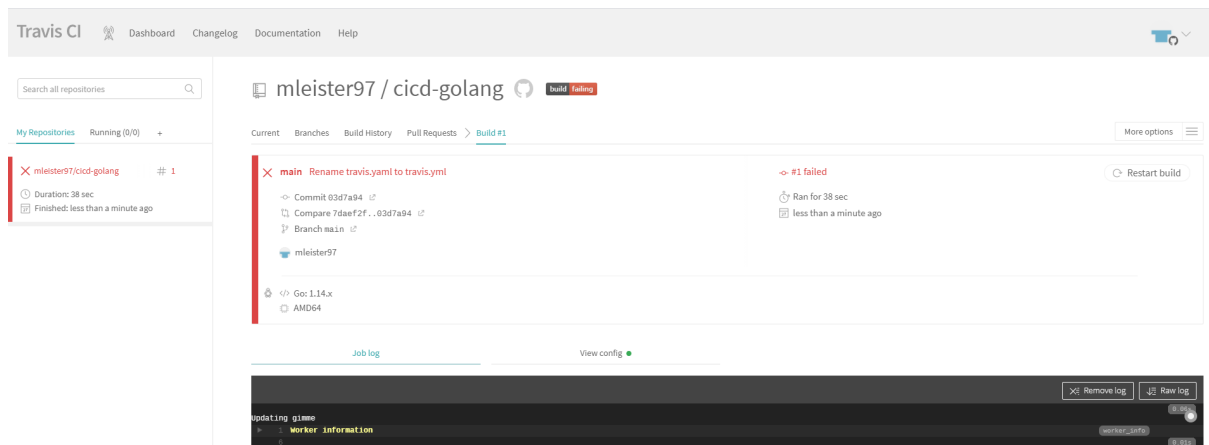 Travis CI Dashboard Changelog Documentation Help
Search all repositories
My Repositories Running (0/0) +
mleister97/cicd-golang # 1
Duration: 38 sec
Finished: less than a minute ago
mleister97 / cicd-golang build failing
Current Branches Build History Pull Requests Build #1 More options
main Rename travis.yaml to travis.yml
#1 failed
Restart build
Commit 03d7a94
Ran for 38 sec
Compare 7daef2f..03d7a94
less than a minute ago
Branch main
mleister97
Go: 1.14.x
AMD64
Job log View config
Remove log Raw log
Updating gimme 0.06s
1 Worker information worker_info
6 0.01s